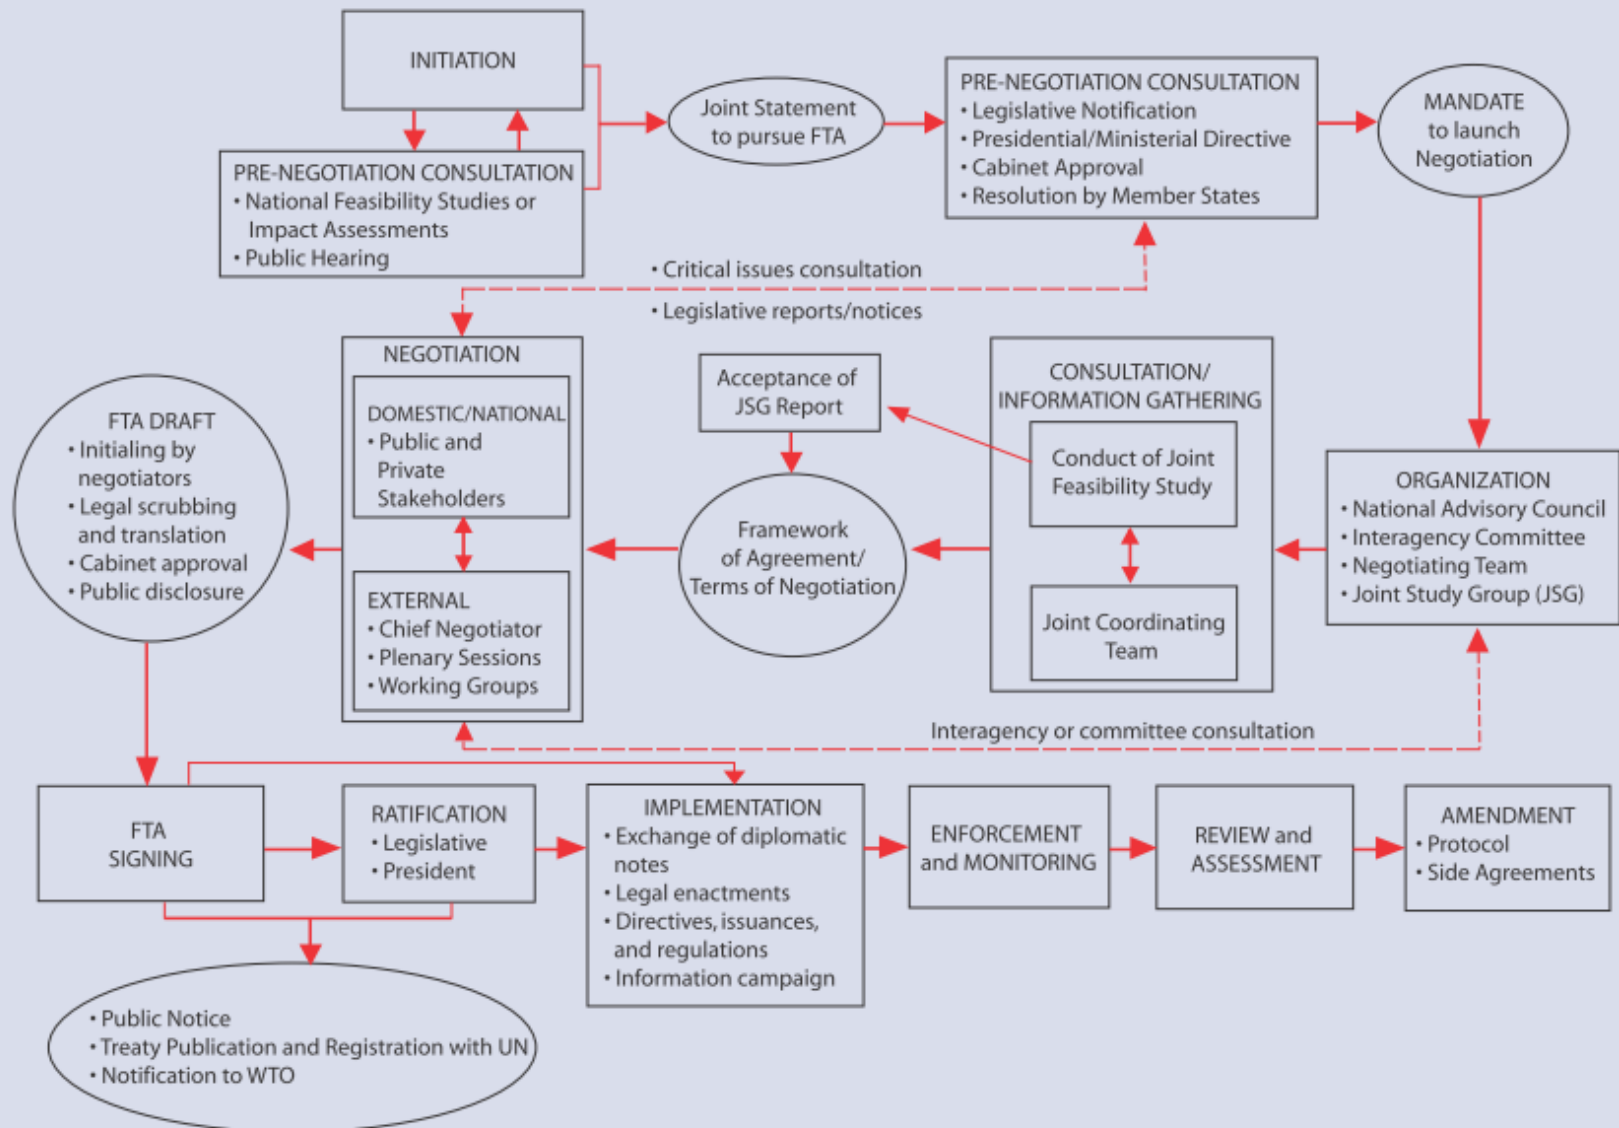 INITIATION
PRE-NEGOTIATION CONSULTATION
• National Feasibility Studies or
Impact Assessments
• Public Hearing
Joint Statement
to pursue FTA
PRE-NEGOTIATION CONSULTATION
• Legislative Notification
• Presidential/Ministerial Directive
• Cabinet Approval
• Resolution by Member States
MANDATE
to launch
Negotiation
• Critical issues consultation
• Legislative reports/notices
ORGANIZATION
• National Advisory Council
• Interagency Committee
• Negotiating Team
• Joint Study Group (JSG)
CONSULTATION/
INFORMATION GATHERING
Conduct of Joint
Feasibility Study
Joint Coordinating
Team
Acceptance of
JSG Report
Framework
of Agreement/
Terms of Negotiation
NEGOTIATION
DOMESTIC/NATIONAL
• Public and
Private
Stakeholders
EXTERNAL
• Chief Negotiator
• Plenary Sessions
• Working Groups
Interagency or committee consultation
FTA DRAFT
• Initialing by
negotiators
• Legal scrubbing
and translation
• Cabinet approval
• Public disclosure
FTA
SIGNING
RATIFICATION
• Legislative
• President
IMPLEMENTATION
• Exchange of diplomatic
notes
• Legal enactments
• Directives, issuances,
and regulations
• Information campaign
ENFORCEMENT
and MONITORING
REVIEW and
ASSESSMENT
AMENDMENT
• Protocol
• Side Agreements
• Public Notice
• Treaty Publication and Registration with UN
• Notification to WTO